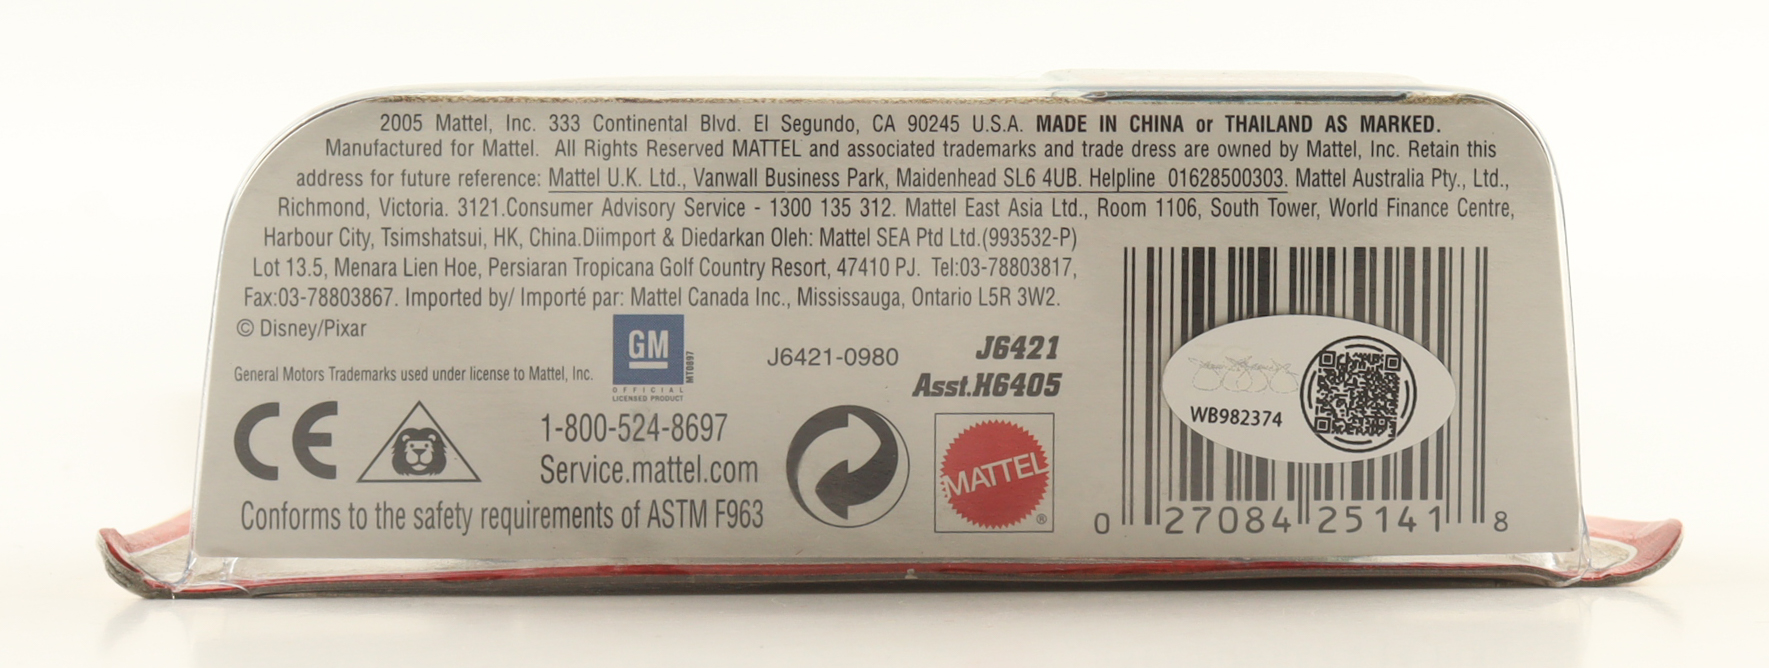 2005 Mattel, Inc. 333 Continental Blvd. El Segundo, CA 90245 U.S.A. MADE IN CHINA or THAILAND AS MARKED.
Manufactured for Mattel. All Rights Reserved MATTEL and associated trademarks and trade dress are owned by Mattel, Inc. Retain this
address for future reference: Mattel U.K. Ltd., Vanwall Business Park, Maidenhead SL6 4UB. Helpline 01628500303. Mattel Australia Pty., Ltd.,
Richmond, Victoria. 3121.Consumer Advisory Service - 1300 135 312. Mattel East Asia Ltd., Room 1106, South Tower, World Finance Centre,
Harbour City, Tsimshatsui, HK, China.Diimport & Diedarkan Oleh: Mattel SEA Ptd Ltd.(993532-P)
Lot 13.5, Menara Lien Hoe, Persiaran Tropicana Golf Country Resort, 47410 PJ. Tel:03-78803817,
Fax:03-78803867. Imported by/ Importé par: Mattel Canada Inc., Mississauga, Ontario L5R 3W2.
© Disney/Pixar
General Motors Trademarks used under license to Mattel, Inc.
GM
MT0897
OFFICIAL
LICENSED PRODUCT
J6421-0980
J6421
Asst.H6405
CE
1-800-524-8697
Service.mattel.com
Conforms to the safety requirements of ASTM F963
MATTEL
®
WB982374
0 27084 25141 8